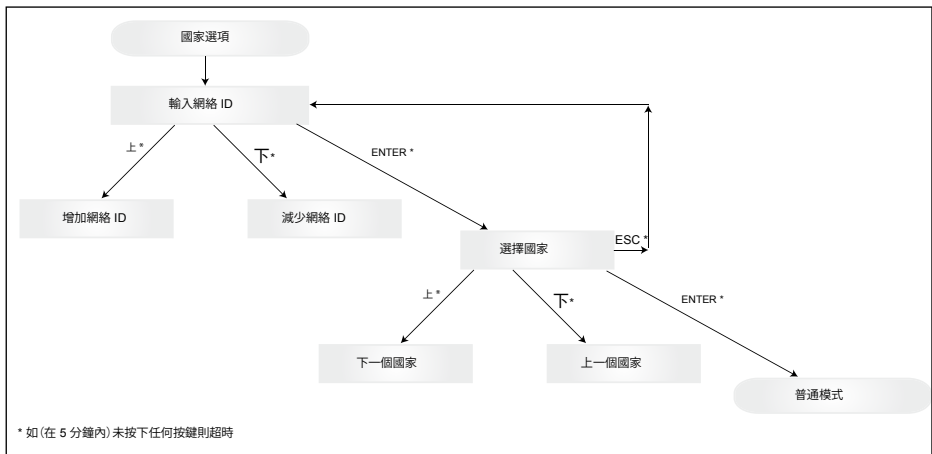 國家選項
輸入網絡 ID
上 *
下 *
ENTER *
增加網絡 ID
減少網絡 ID
選擇國家
ESC *
上 *
下 *
ENTER *
下一個國家
上一個國家
普通模式
* 如 (在 5 分鐘內) 未按下任何按鍵則超時